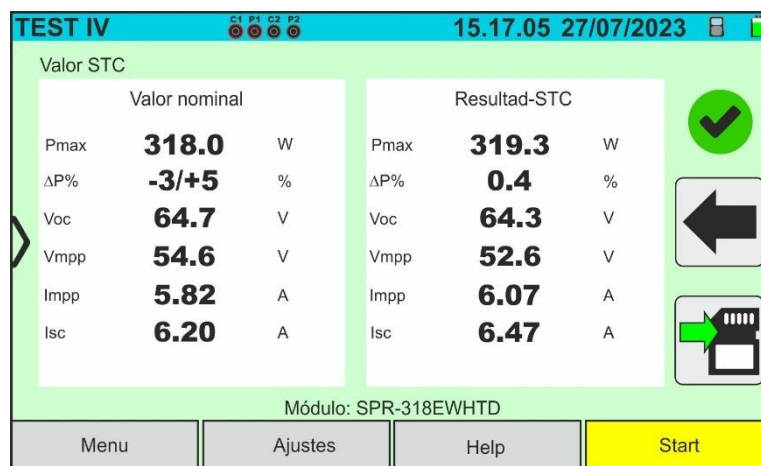 TEST IV C1 P1 C2 P2 15.17.05 27/07/2023
Valor STC
Valor nominal
Pmax 318.0 W
ΔP% -3/+5 %
Voc 64.7 V
Vmpp 54.6 V
Impp 5.82 A
Isc 6.20 A
Resultad-STC
Pmax 319.3 W
ΔP% 0.4 %
Voc 64.3 V
Vmpp 52.6 V
Impp 6.07 A
Isc 6.47 A
Módulo: SPR-318EWHTD
Menu Ajustes Help Start